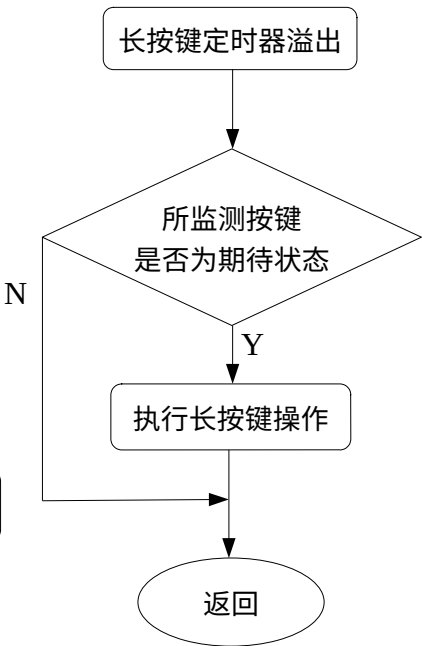 长按键定时器溢出
所监测按键
是否为期待状态
N
Y
执行长按键操作
返回